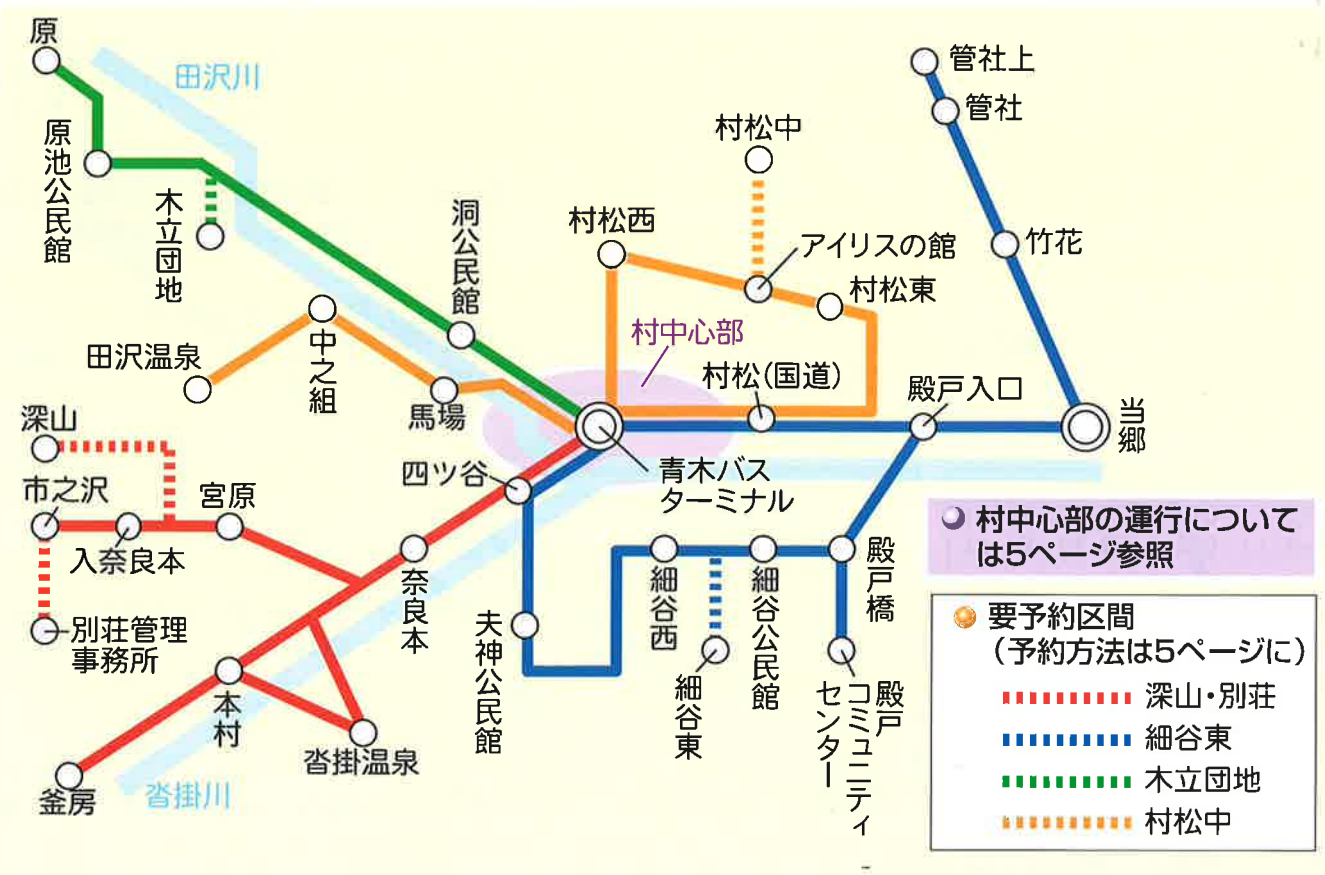 原
田沢川
管社上
管社
原池公民館
村松中
木立団地
洞公民館
村松西
アイリスの館
竹花
村松東
中之組
村中心部
田沢温泉
村松(国道)
殿戸入口
馬場
当郷
深山
四ツ谷
青木バス
ターミナル
市之沢
宮原
村中心部の運行について
は5ページ参照
入奈良本
奈良本
細谷西
細谷公民館
殿戸橋
別荘管理
事務所
夫神公民館
要予約区間
(予約方法は5ページに)
本村
細谷東
殿戸
コミュニティ
センター
深山・別荘
細谷東
沓掛温泉
木立団地
釜房
沓掛川
村松中